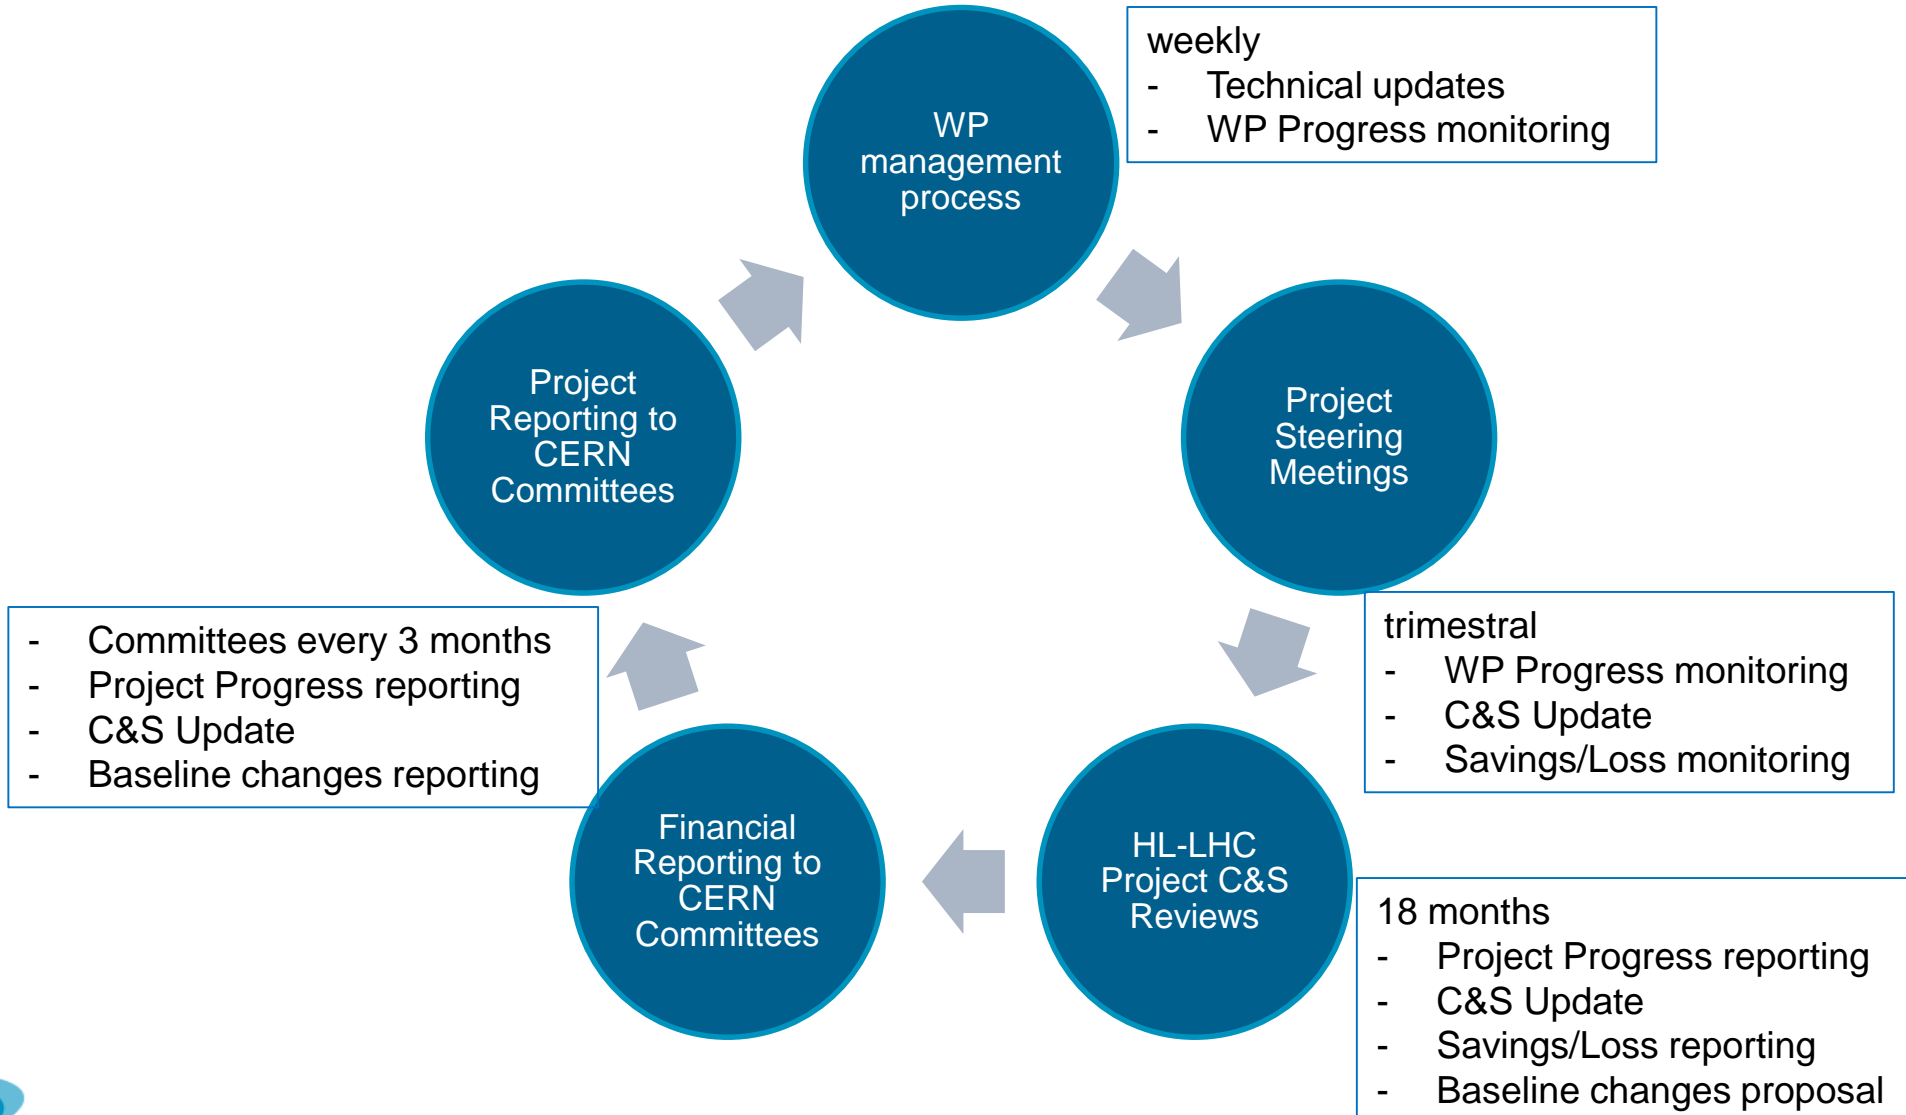 WP
management
process
weekly
- Technical updates
- WP Progress monitoring
Project
Steering
Meetings
trimestral
- WP Progress monitoring
- C&S Update
- Savings/Loss monitoring
HL-LHC
Project C&S
Reviews
18 months
- Project Progress reporting
- C&S Update
- Savings/Loss reporting
- Baseline changes proposal
Financial
Reporting to
CERN
Committees
- Committees every 3 months
- Project Progress reporting
- C&S Update
- Baseline changes reporting
Project
Reporting to
CERN
Committees